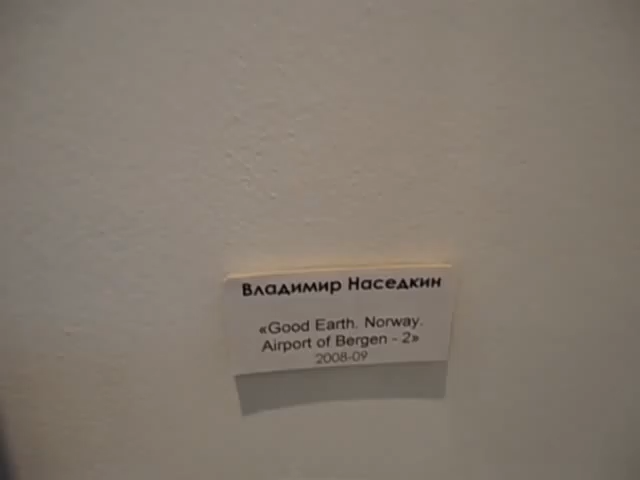 Владимир Наседкин
«Good Earth. Norway.
Airport of Bergen - 2»
2008-09